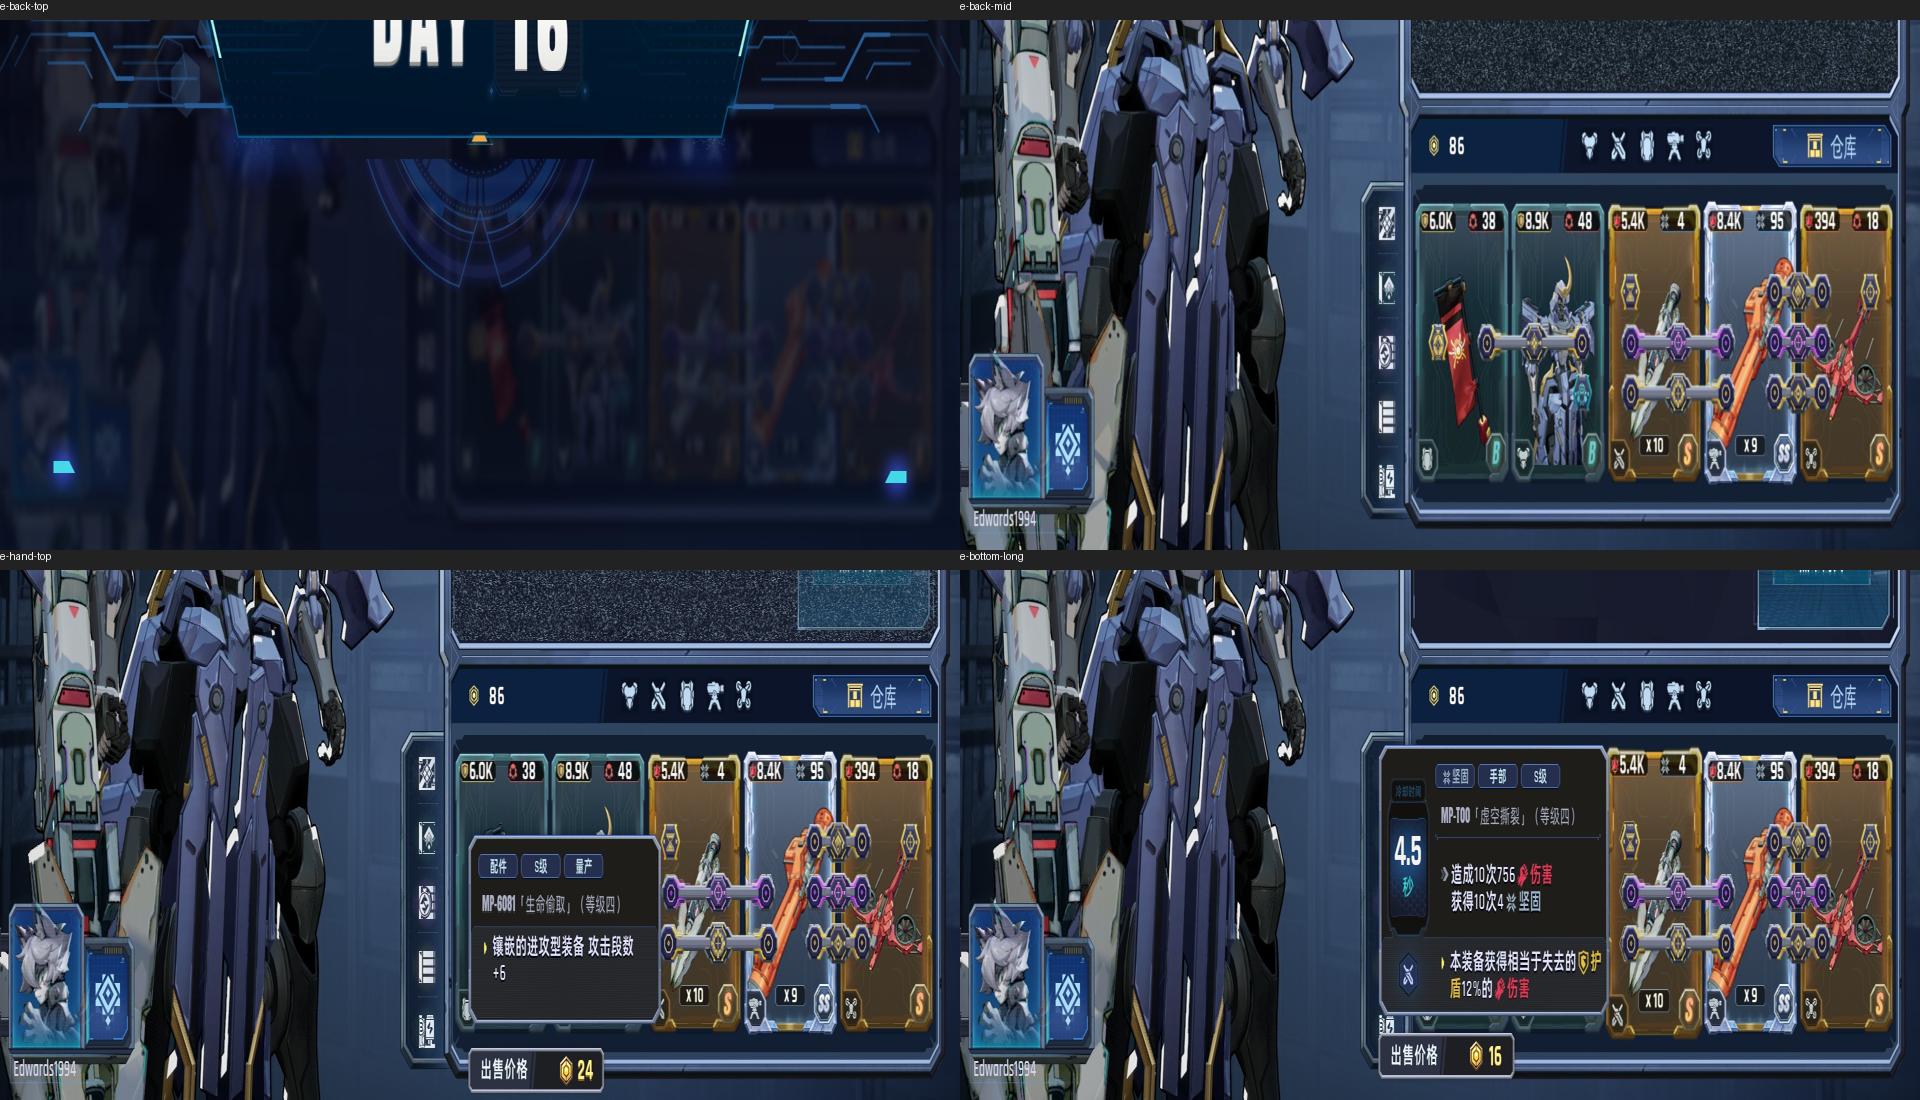 e-back-top
DAY 16
e-back-mid
86
仓库
6.0K 38
8.9K 48
5.4K 4
8.4K 95
394 18
B
B
X10 S
X9 SS
S
Edwards1994
e-hand-top
86
仓库
6.0K 38
8.9K 48
5.4K 4
8.4K 95
394 18
配件
S级
量产
MP-6081「生命偷取」(等级四)
镶嵌的进攻型装备 攻击段数
+6
X10 S
X9 SS
S
出售价格 24
Edwards1994
e-bottom-long
86
仓库
坚固
手部
S级
冷却时间
4.5
秒
MP-T00「虚空撕裂」(等级四)
造成10次756伤害
获得10次4坚固
本装备获得相当于失去的护
盾12%的伤害
5.4K 4
8.4K 95
394 18
X10 S
X9 SS
S
出售价格 16
Edwards1994